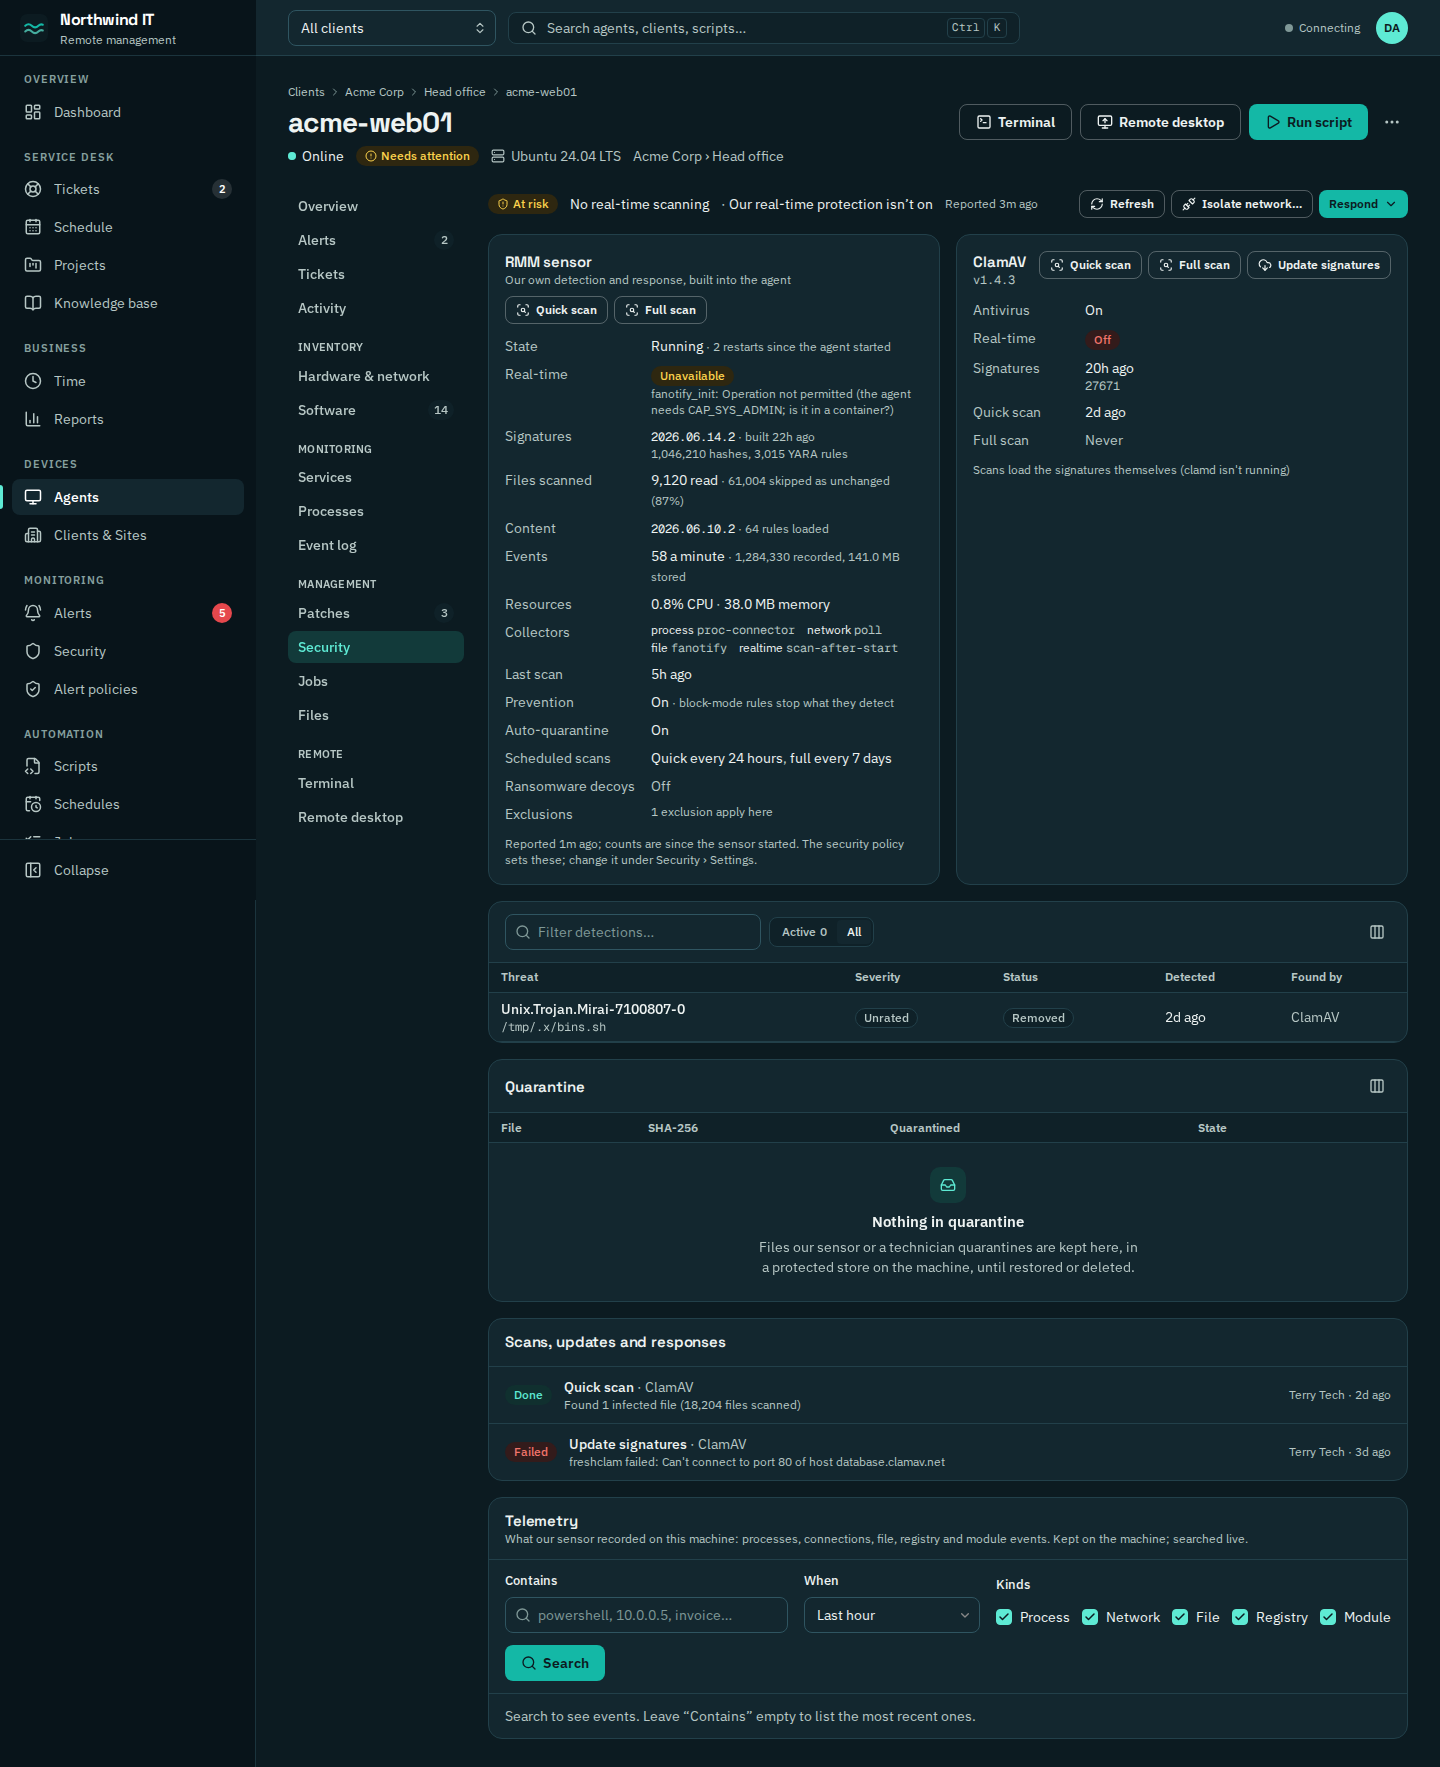 Northwind IT
Remote management
All clients
Search agents, clients, scripts...
Ctrl K
Connecting
DA
OVERVIEW
Dashboard
SERVICE DESK
Tickets 2
Schedule
Projects
Knowledge base
BUSINESS
Time
Reports
DEVICES
Agents
Clients & Sites
MONITORING
Alerts 5
Security
Alert policies
AUTOMATION
Scripts
Schedules
Collapse
Clients > Acme Corp > Head office > acme-web01
acme-web01
Terminal
Remote desktop
Run script
Online
Needs attention
Ubuntu 24.04 LTS
Acme Corp › Head office
Overview
Alerts 2
Tickets
Activity
INVENTORY
Hardware & network
Software 14
MONITORING
Services
Processes
Event log
MANAGEMENT
Patches 3
Security
Jobs
Files
REMOTE
Terminal
Remote desktop
At risk No real-time scanning · Our real-time protection isn’t on Reported 3m ago
Refresh
Isolate network…
Respond
RMM sensor
Our own detection and response, built into the agent
Quick scan
Full scan
State Running · 2 restarts since the agent started
Real-time Unavailable
fanotify_init: Operation not permitted (the agent
needs CAP_SYS_ADMIN; is it in a container?)
Signatures 2026.06.14.2 · built 22h ago
1,046,210 hashes, 3,015 YARA rules
Files scanned 9,120 read · 61,004 skipped as unchanged
(87%)
Content 2026.06.10.2 · 64 rules loaded
Events 58 a minute · 1,284,330 recorded, 141.0 MB
stored
Resources 0.8% CPU · 38.0 MB memory
Collectors process proc-connector network poll
file fanotify realtime scan-after-start
Last scan 5h ago
Prevention On · block-mode rules stop what they detect
Auto-quarantine On
Scheduled scans Quick every 24 hours, full every 7 days
Ransomware decoys Off
Exclusions 1 exclusion apply here
Reported 1m ago; counts are since the sensor started. The security policy
sets these; change it under Security › Settings.
ClamAV
v1.4.3
Quick scan
Full scan
Update signatures
Antivirus On
Real-time Off
Signatures 20h ago
27671
Quick scan 2d ago
Full scan Never
Scans load the signatures themselves (clamd isn’t running)
Filter detections…
Active 0 All
Threat Severity Status Detected Found by
Unix.Trojan.Mirai-7100807-0 Unrated Removed 2d ago ClamAV
/tmp/.x/bins.sh
Quarantine
File SHA-256 Quarantined State
Nothing in quarantine
Files our sensor or a technician quarantines are kept here, in
a protected store on the machine, until restored or deleted.
Scans, updates and responses
Done Quick scan · ClamAV Terry Tech · 2d ago
Found 1 infected file (18,204 files scanned)
Failed Update signatures · ClamAV Terry Tech · 3d ago
freshclam failed: Can’t connect to port 80 of host database.clamav.net
Telemetry
What our sensor recorded on this machine: processes, connections, file, registry and module events. Kept on the machine; searched live.
Contains When Kinds
powershell, 10.0.0.5, invoice… Last hour Process Network File Registry Module
Search
Search to see events. Leave “Contains” empty to list the most recent ones.